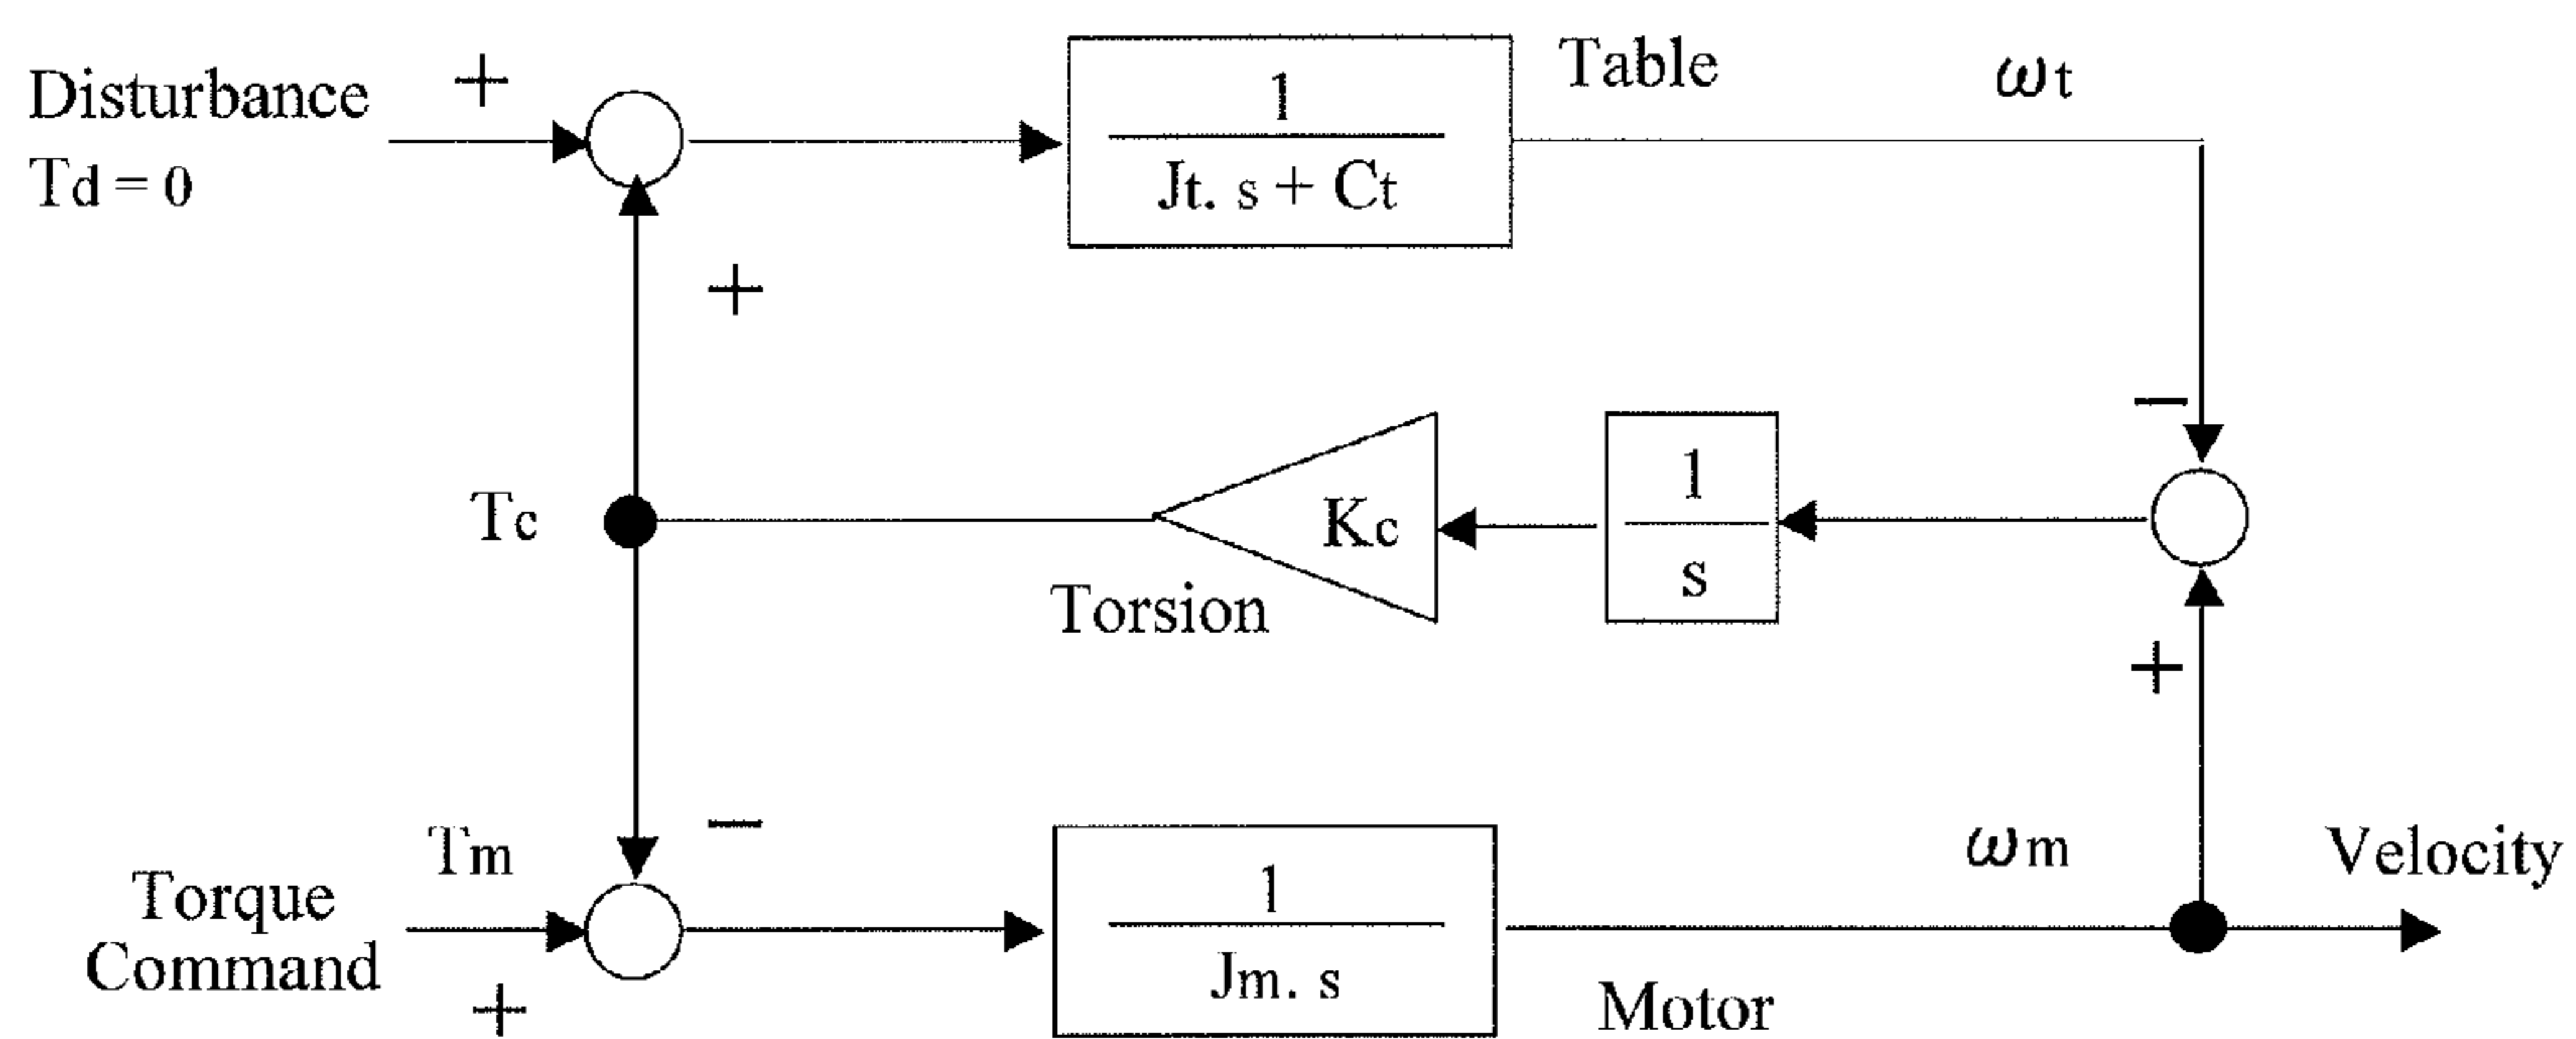 Disturbance
Td = 0
+
+
1
Jt. s + Ct
Table
ωt
−
Tc
Torsion
Kc
1
s
+
−
Tm
Torque
Command
+
1
Jm. s
Motor
ωm
Velocity